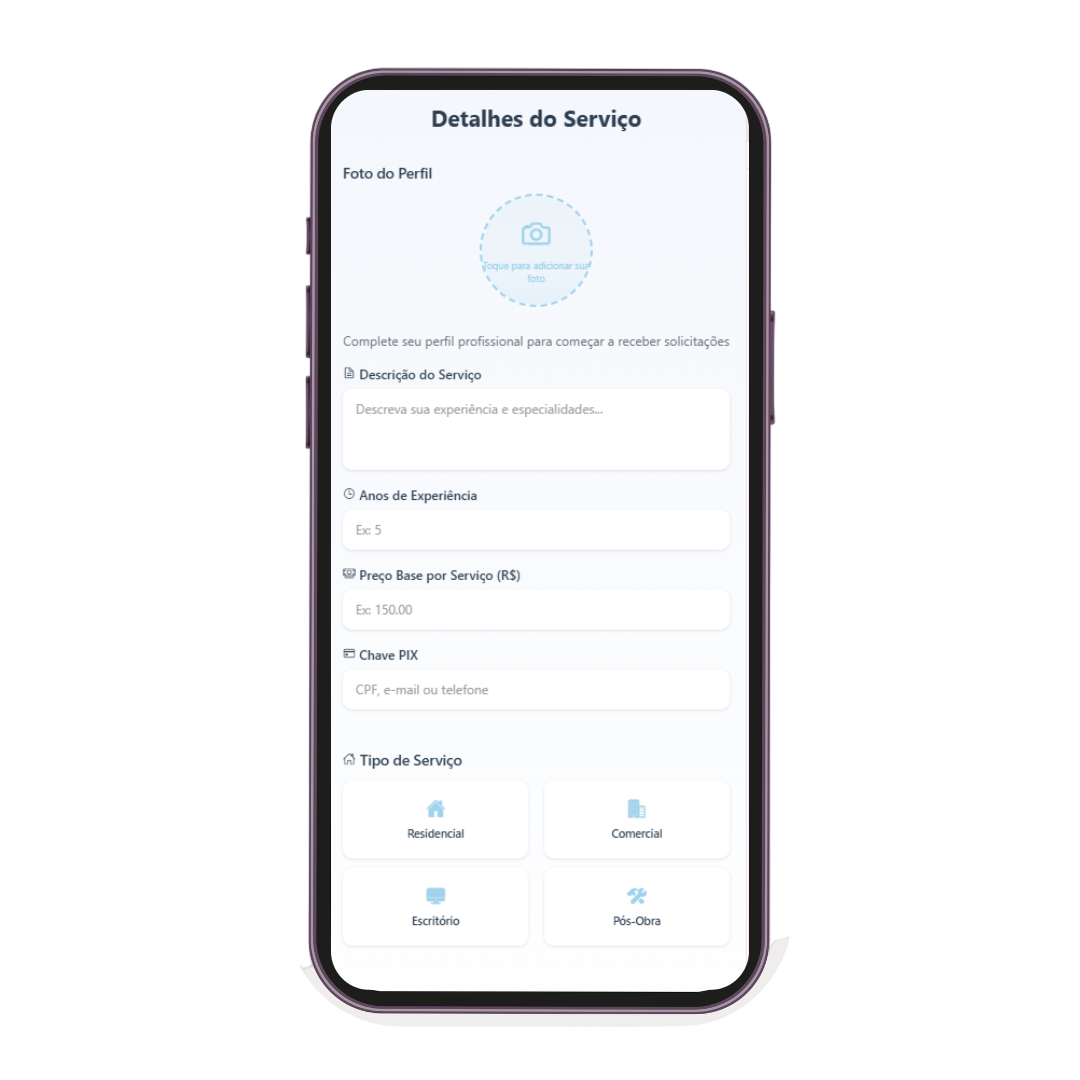 Detalhes do Serviço
Foto do Perfil
Toque para adicionar sua
foto
Complete seu perfil profissional para começar a receber solicitações
Descrição do Serviço
Descreva sua experiência e especialidades...
Anos de Experiência
Ex: 5
Preço Base por Serviço (R$)
Ex: 150.00
Chave PIX
CPF, e-mail ou telefone
Tipo de Serviço
Residencial
Comercial
Escritório
Pós-Obra